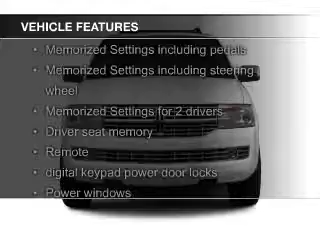 VEHICLE FEATURES
• Memorized Settings including pedals
• Memorized Settings including steering
wheel
• Memorized Settings for 2 drivers
• Driver seat memory
• Remote
• digital keypad power door locks
• Power windows